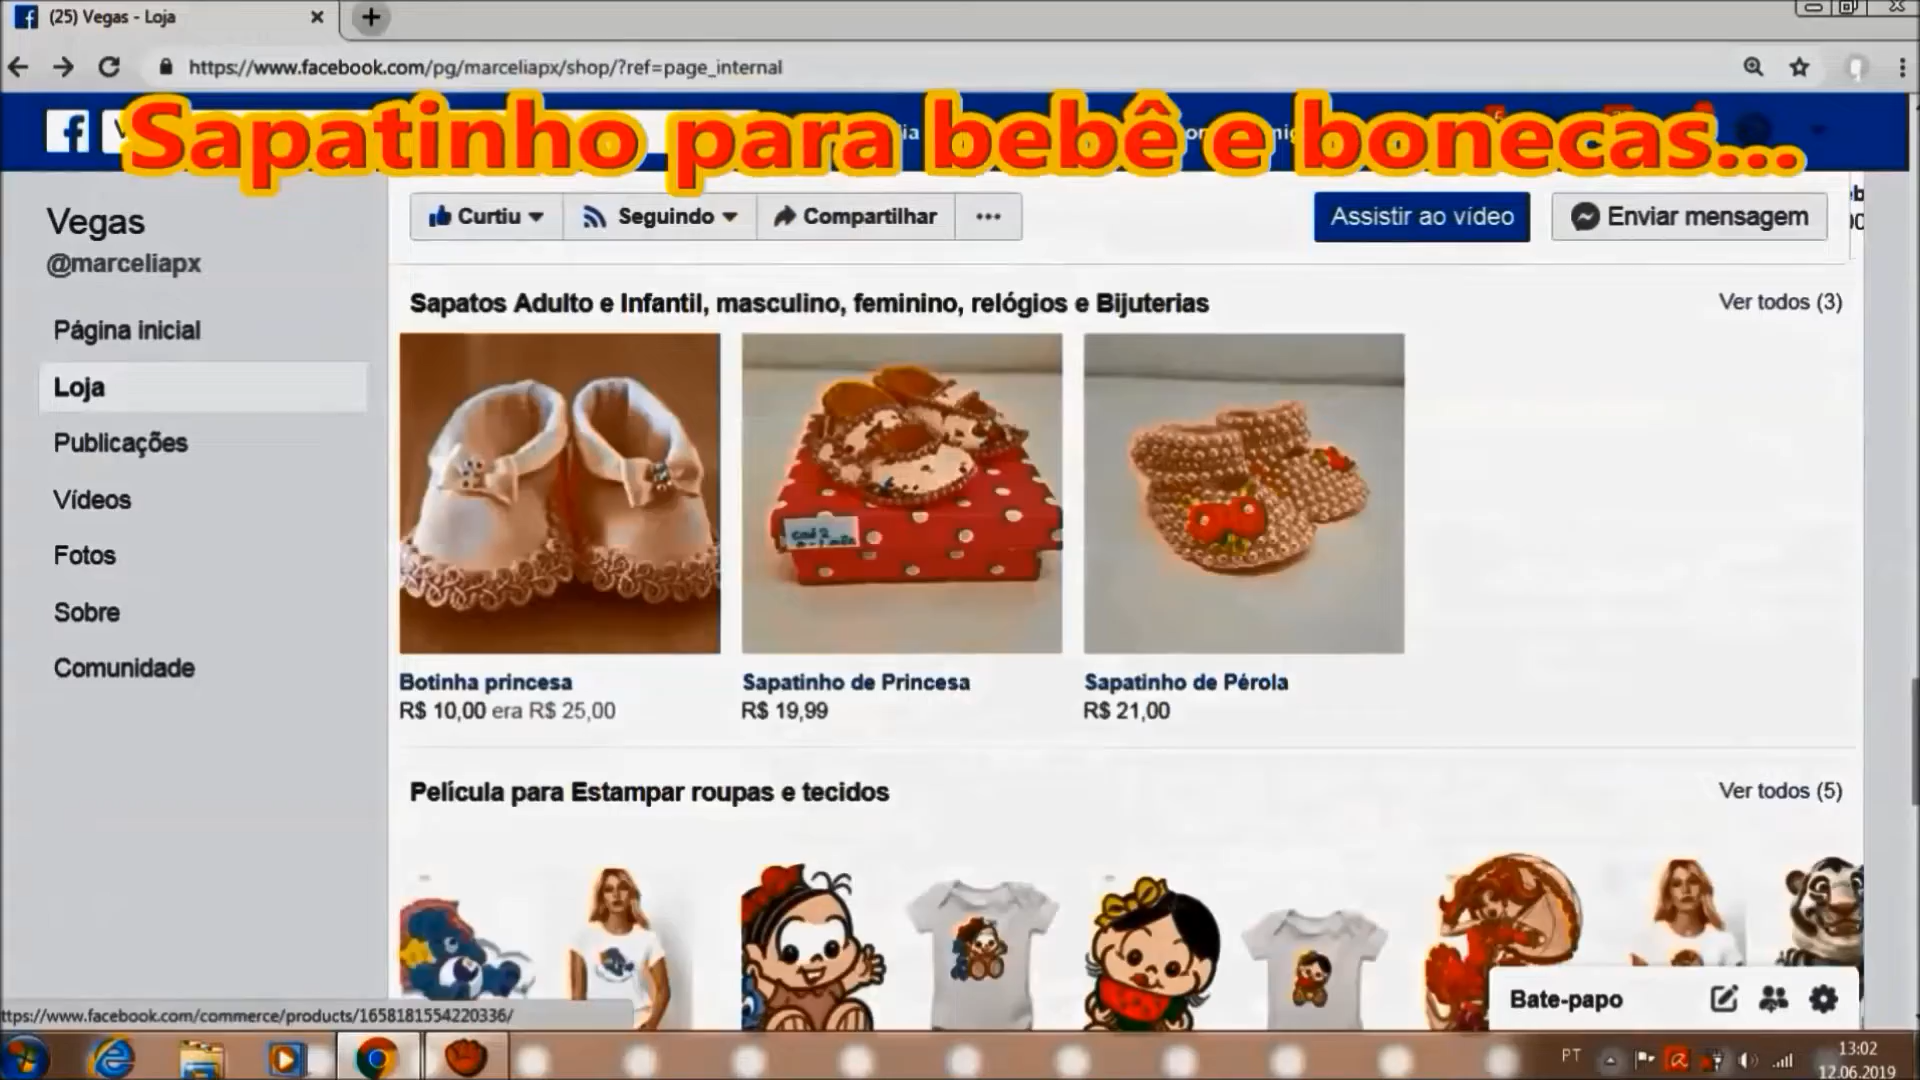 (25) Vegas - Loja
https://www.facebook.com/pg/marceliapx/shop/?ref=page_internal
Sapatinho para bebê e bonecas...
Curtiu
Seguindo
Compartilhar
Assistir ao vídeo
Enviar mensagem
Vegas
@marceliapx
Página inicial
Loja
Publicações
Vídeos
Fotos
Sobre
Comunidade
Sapatos Adulto e Infantil, masculino, feminino, relógios e Bijuterias
Ver todos (3)
Botinha princesa
R$ 10,00 era R$ 25,00
Sapatinho de Princesa
R$ 19,99
Sapatinho de Pérola
R$ 21,00
Película para Estampar roupas e tecidos
Ver todos (5)
Bate-papo
ttps://www.facebook.com/commerce/products/1658181554220336/
PT
13:02
12.06.2019